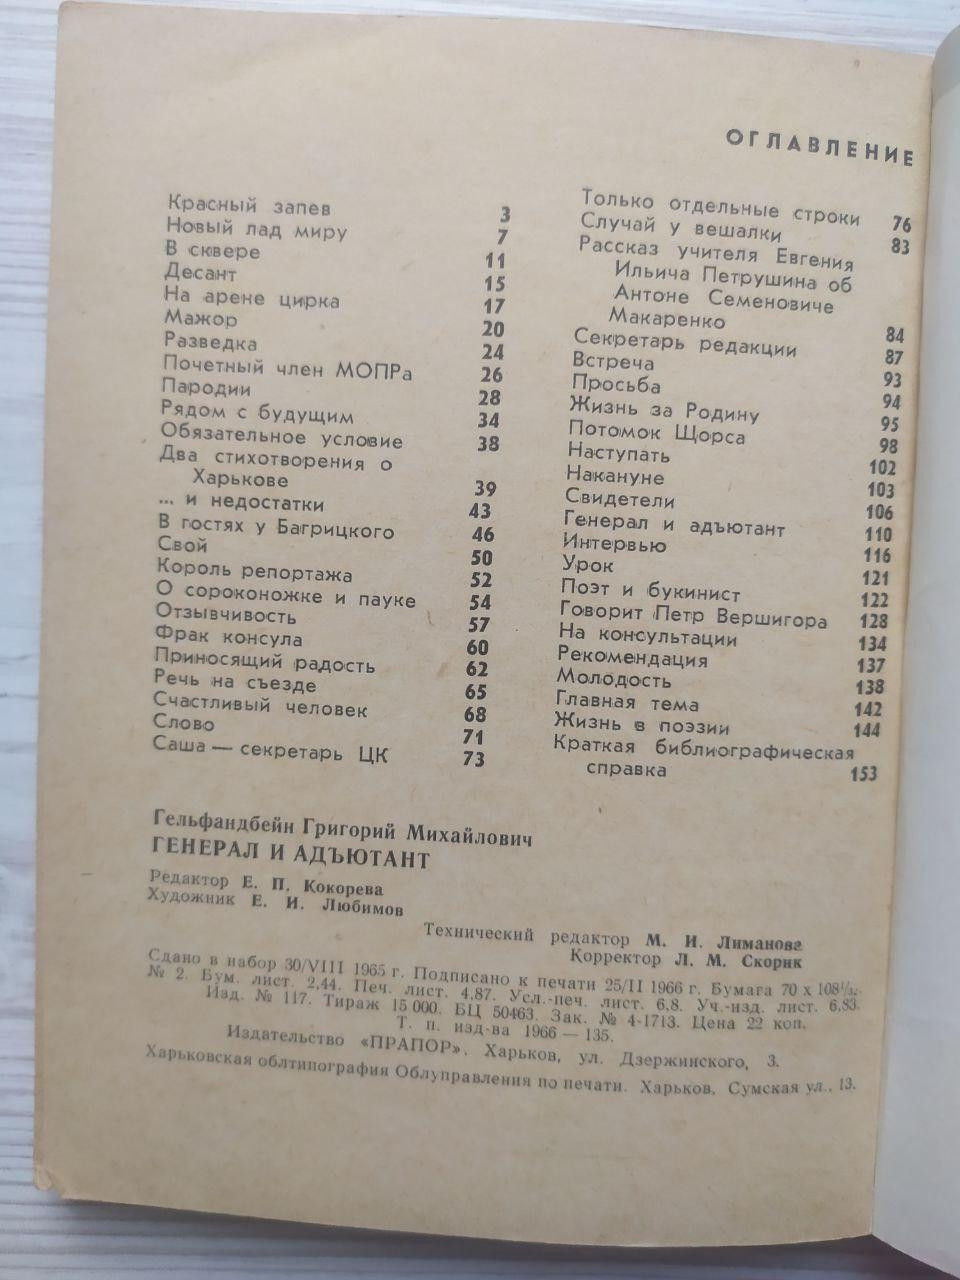 ОГЛАВЛЕНИЕ
Красный запев 3
Новый лад миру 7
В сквере 11
Десант 15
На арене цирка 17
Мажор 20
Разведка 24
Почетный член МОПРа 26
Пародии 28
Рядом с будущим 34
Обязательное условие 38
Два стихотворения о
Харькове 39
... и недостатки 43
В гостях у Багрицкого 46
Свой 50
Король репортажа 52
О сороконожке и пауке 54
Отзывчивость 57
Фрак консула 60
Приносящий радость 62
Речь на съезде 65
Счастливый человек 68
Слово 71
Саша — секретарь ЦК 73
Только отдельные строки 76
Случай у вешалки 83
Рассказ учителя Евгения
Ильича Петрушина об
Антоне Семеновиче
Макаренко 84
Секретарь редакции 87
Встреча 93
Просьба 94
Жизнь за Родину 95
Потомок Щорса 98
Наступать 102
Накануне 103
Свидетели 106
Генерал и адъютант 110
Интервью 116
Урок 121
Поэт и букинист 122
Говорит Петр Вершигора 128
На консультации 134
Рекомендация 137
Молодость 138
Главная тема 142
Жизнь в поэзии 144
Краткая библиографическая
справка 153
Гельфандбейн Григорий Михайлович
ГЕНЕРАЛ И АДЪЮТАНТ
Редактор Е. П. Кокорева
Художник Е. И. Любимов
Технический редактор М. И. Лиманова
Корректор Л. М. Скорик
Сдано в набор 30/VIII 1965 г. Подписано к печати 25/II 1966 г. Бумага 70 х 108¹/₃₂.
№ 2. Бум. лист. 2,44. Печ. лист. 4,87. Усл.-печ. лист. 6,8. Уч.-изд. лист. 6,83.
Изд. № 117. Тираж 15 000. БЦ 50463. Зак. № 4-1713. Цена 22 коп.
Т. п. изд-ва 1966 — 135.
Издательство «ПРАПОР». Харьков, ул. Дзержинского, 3.
Харьковская облтипография Облуправления по печати. Харьков, Сумская ул., 13.